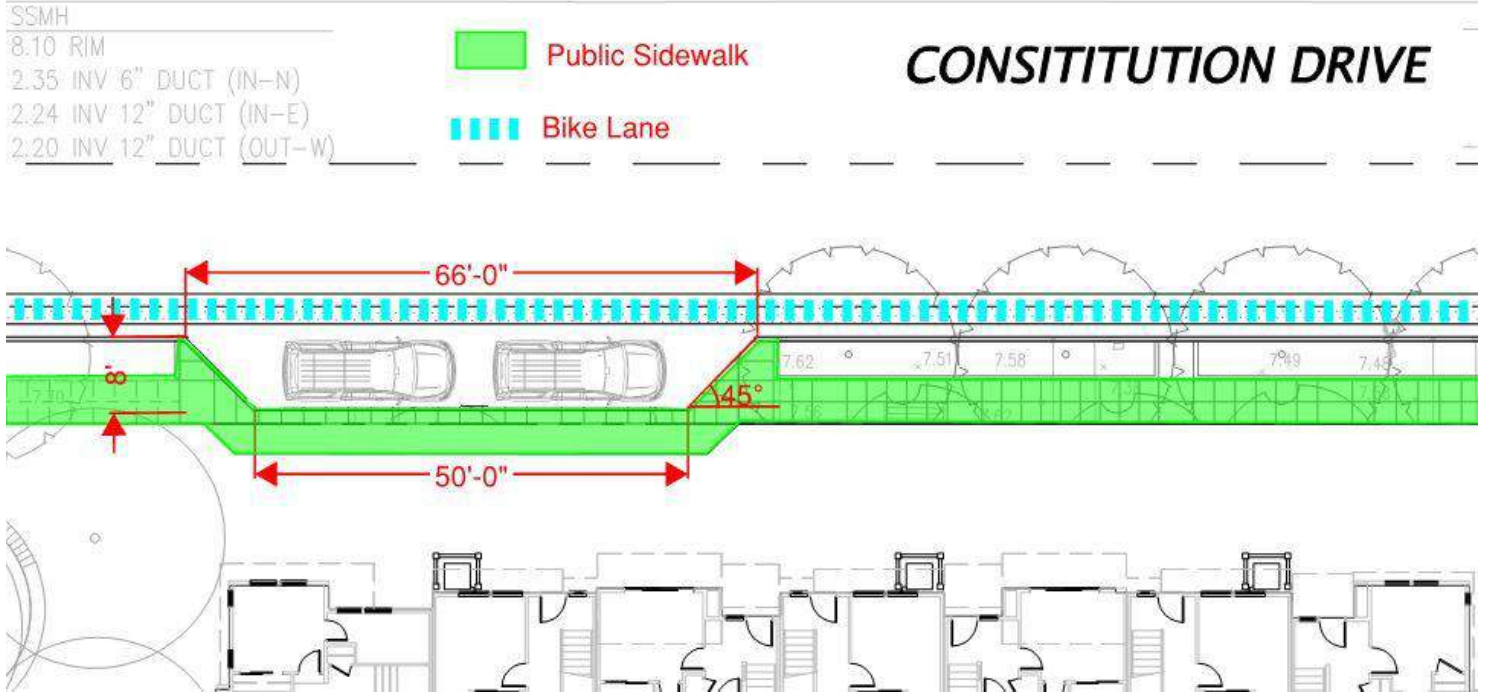 SSMH
8.10 RIM
2.35 INV 6" DUCT (IN-N)
2.24 INV 12" DUCT (IN-E)
2.20 INV 12" DUCT (OUT-W)
Public Sidewalk
Bike Lane
CONSITITUTION DRIVE
66'-0"
8'
45°
50'-0"
7.62
7.51
7.58
7.49